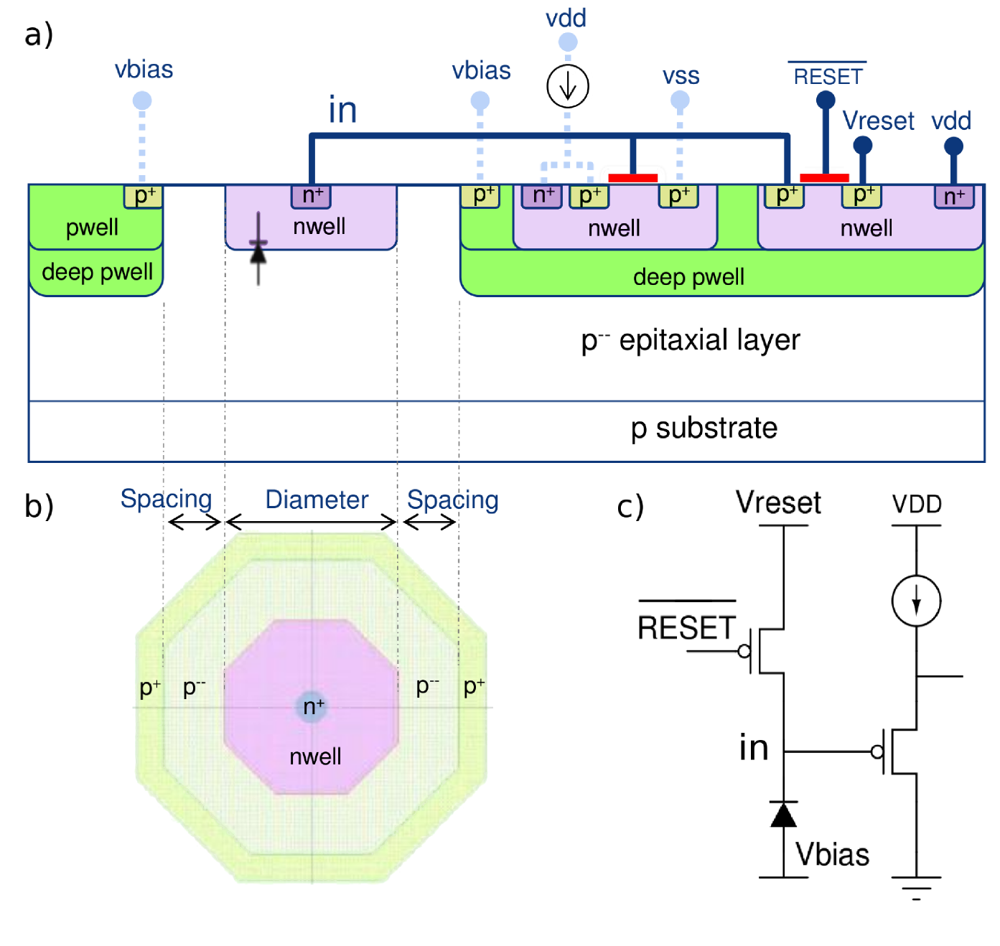 a)
vdd
vbias
vbias
vss
RESET
in
Vreset
vdd
p+
n+
p+
n+
p+
p+
p+
p+
n+
pwell
nwell
nwell
nwell
deep pwell
deep pwell
p-- epitaxial layer
p substrate
b)
Spacing
Diameter
Spacing
p+
p--
n+
p--
p+
nwell
c)
Vreset
VDD
RESET
in
Vbias